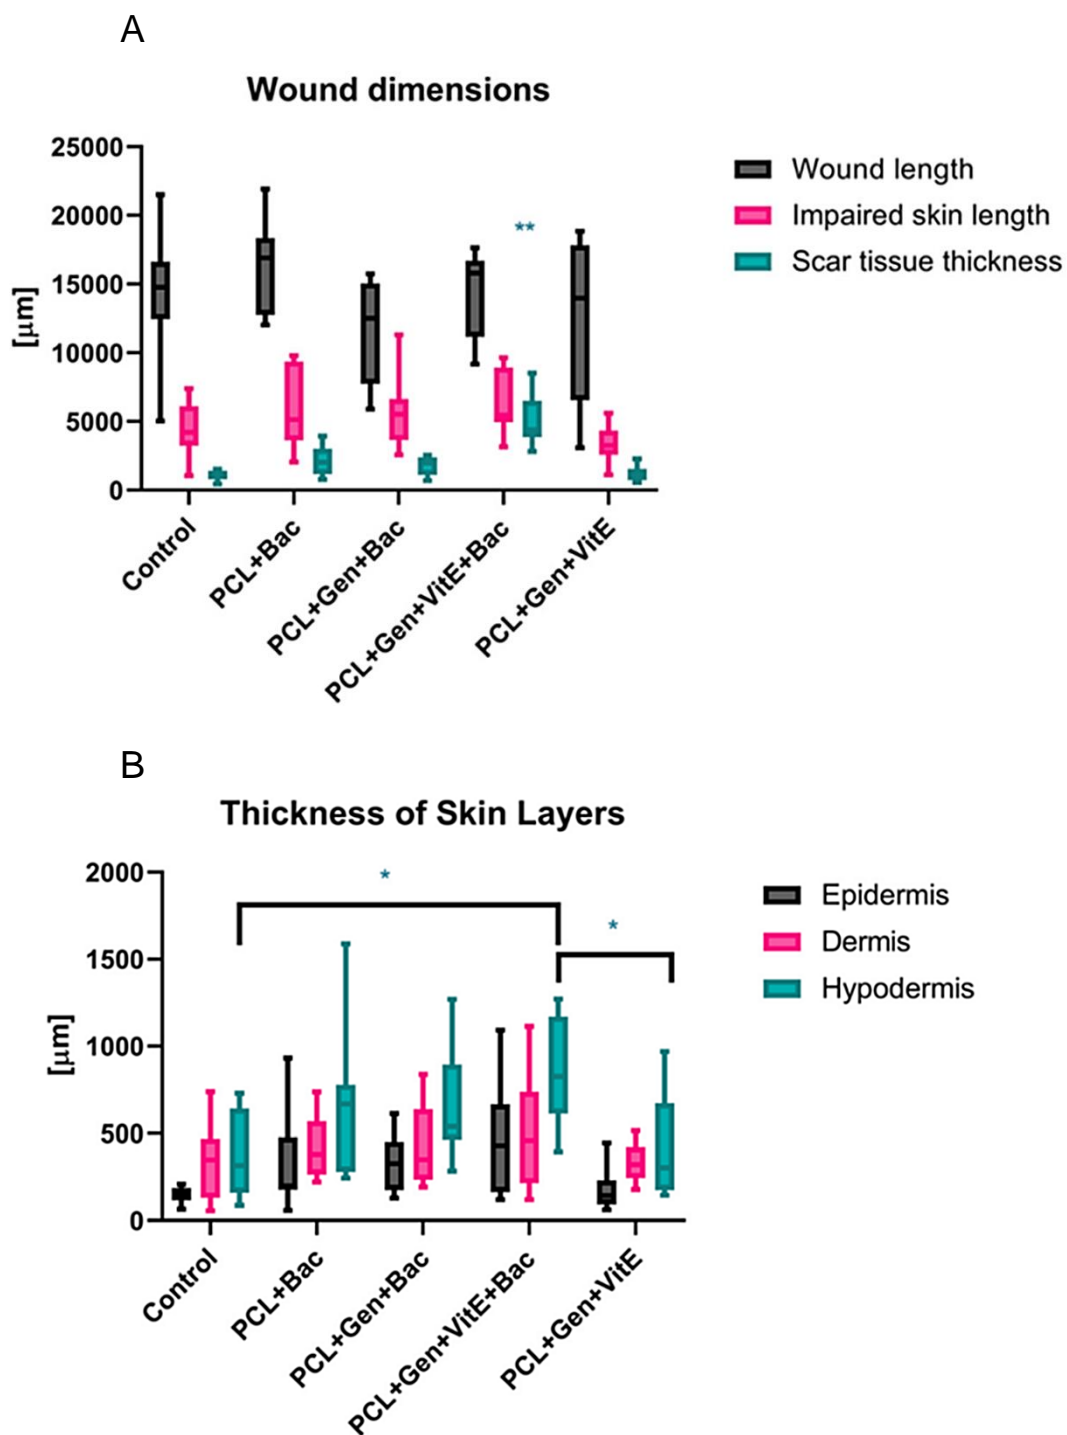 A
Wound dimensions
25000
20000
15000
10000
5000
0
[µm]
**
Wound length
Impaired skin length
Scar tissue thickness
Control
PCL+Bac
PCL+Gen+Bac
PCL+Gen+VitE+Bac
PCL+Gen+VitE
B
Thickness of Skin Layers
2000
1500
1000
500
0
[µm]
*
*
Epidermis
Dermis
Hypodermis
Control
PCL+Bac
PCL+Gen+Bac
PCL+Gen+VitE+Bac
PCL+Gen+VitE